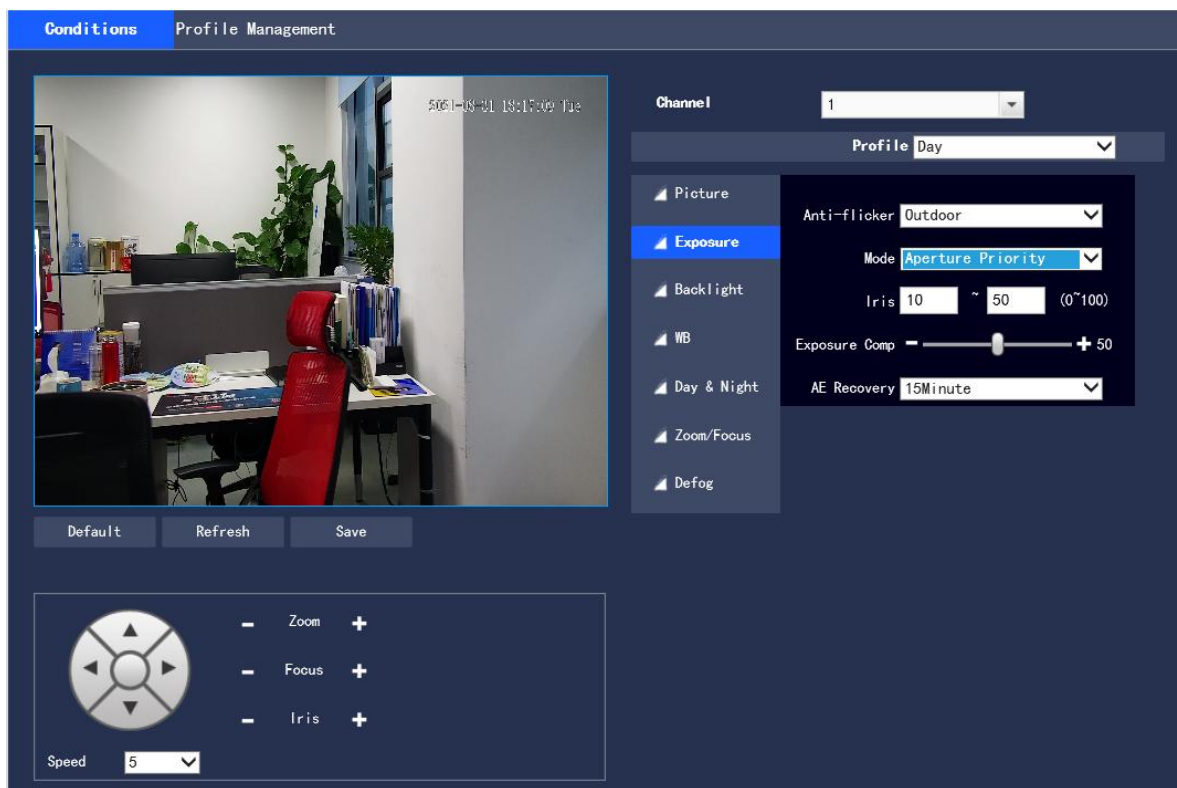 Conditions Profile Management
Channel 1
Profile Day
Picture
Exposure
Backlight
WB
Day & Night
Zoom/Focus
Defog
Anti-flicker Outdoor
Mode Aperture Priority
Iris 10 ~ 50 (0~100)
Exposure Comp - + 50
AE Recovery 15Minute
Default Refresh Save
- Zoom +
- Focus +
- Iris +
Speed 5